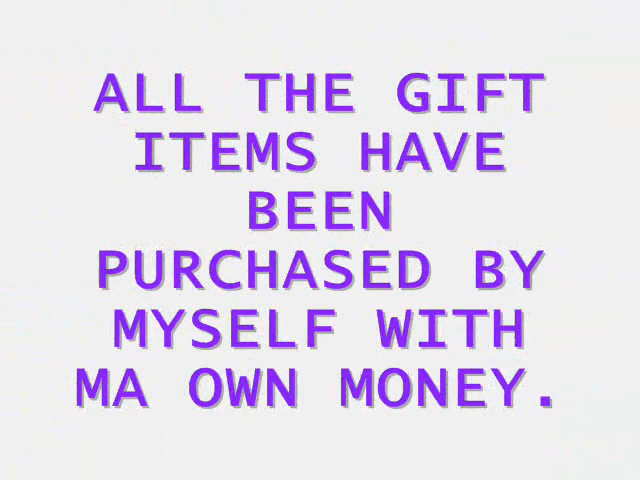 ALL THE GIFT
ITEMS HAVE
BEEN
PURCHASED BY
MYSELF WITH
MA OWN MONEY.